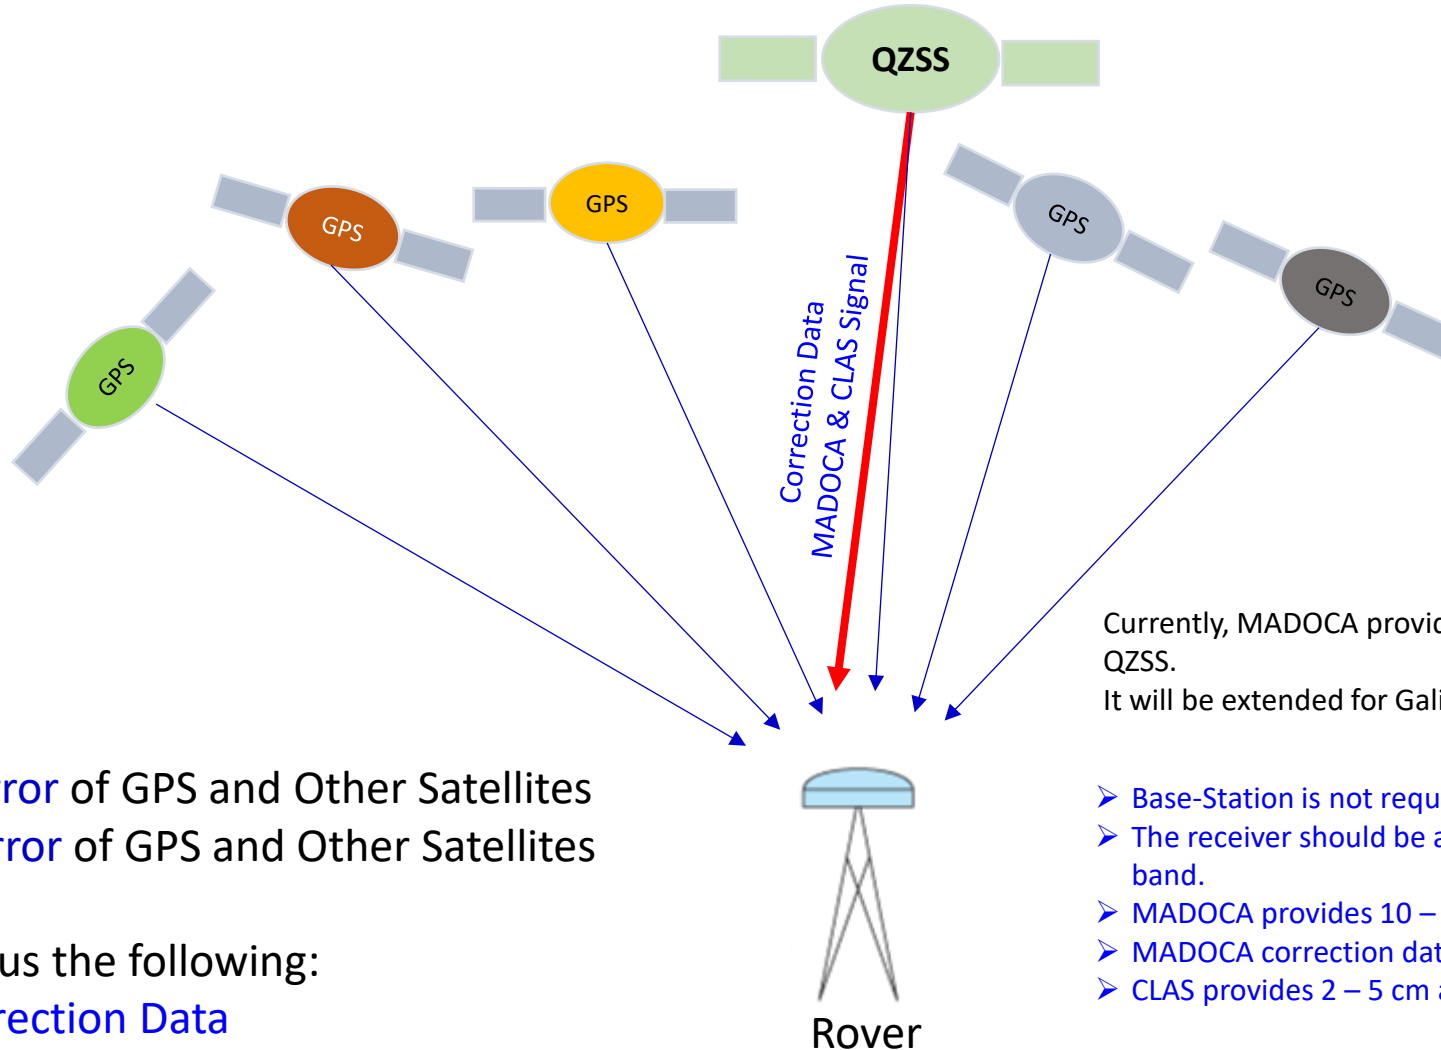 QZSS
GPS
GPS
GPS
GPS
GPS
Correction Data
MADOCA & CLAS Signal
Currently, MADOCA provid
QZSS.
It will be extended for Gali
ror of GPS and Other Satellites
rror of GPS and Other Satellites
us the following:
rection Data
Base-Station is not requ
The receiver should be a
band.
MADOCA provides 10 –
MADOCA correction dat
CLAS provides 2 – 5 cm a
Rover